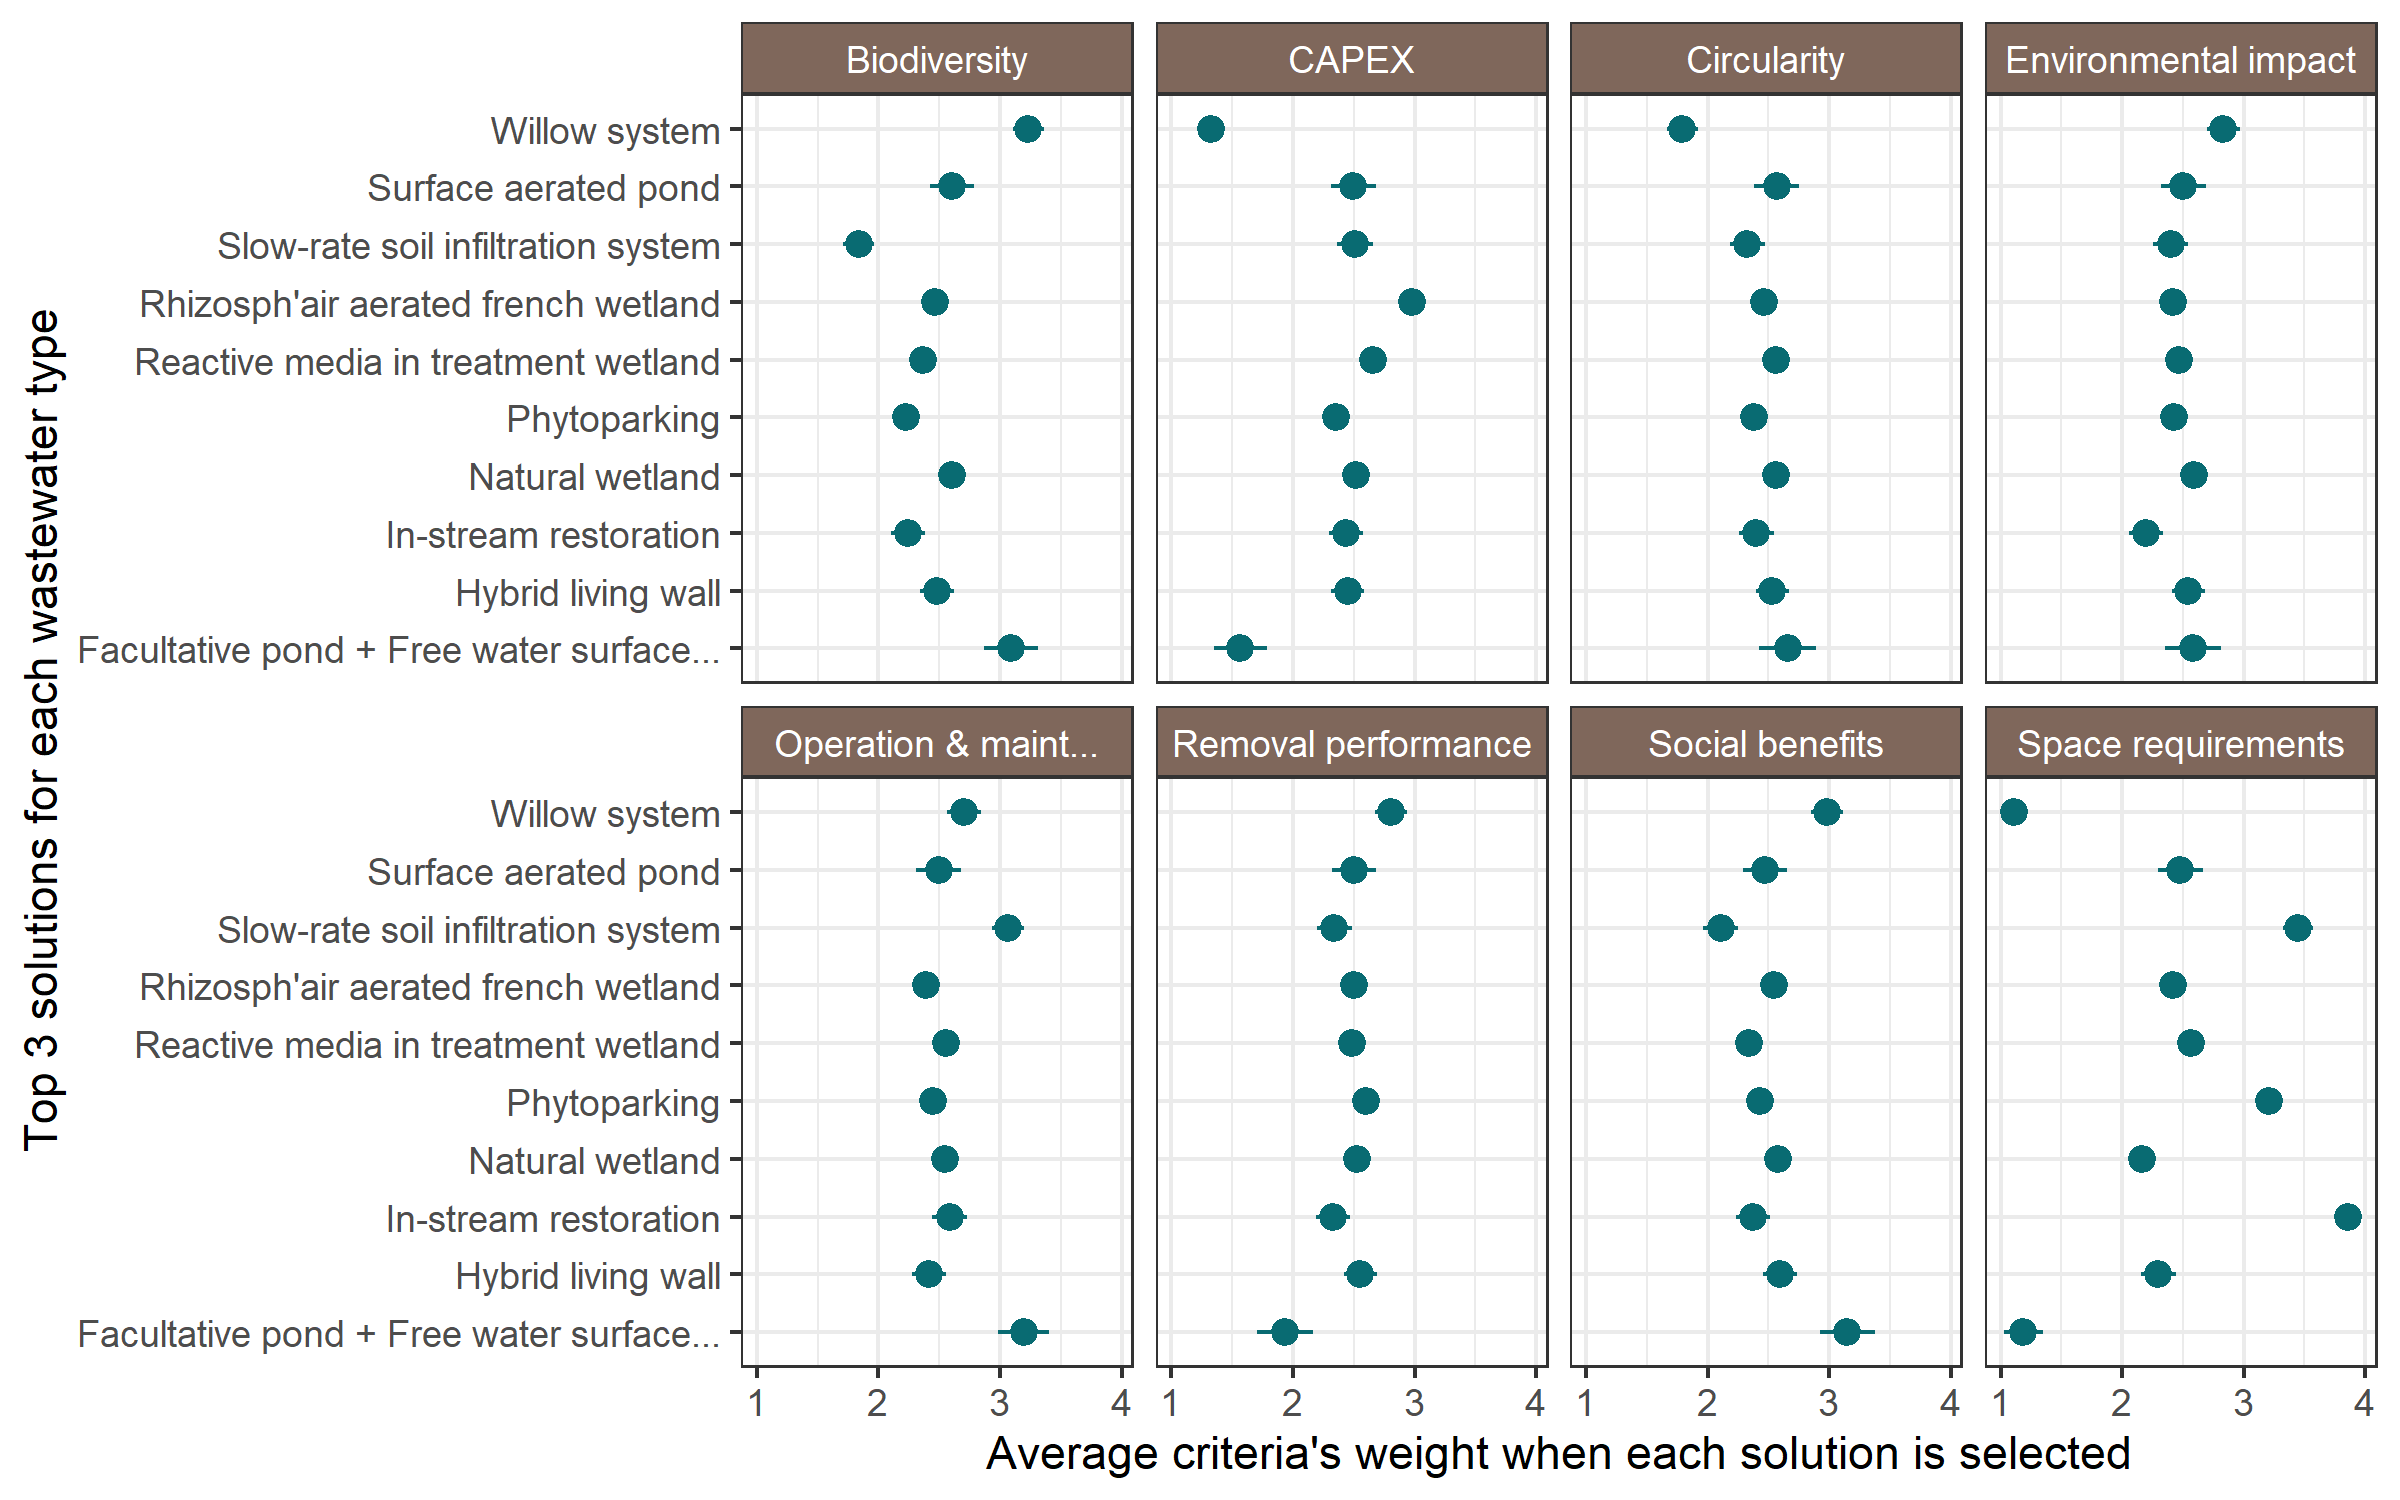 Top 3 solutions for each wastewater type
Biodiversity
CAPEX
Circularity
Environmental impact
Willow system
Surface aerated pond
Slow-rate soil infiltration system
Rhizosph'air aerated french wetland
Reactive media in treatment wetland
Phytoparking
Natural wetland
In-stream restoration
Hybrid living wall
Facultative pond + Free water surface...
Operation & maint...
Removal performance
Social benefits
Space requirements
Willow system
Surface aerated pond
Slow-rate soil infiltration system
Rhizosph'air aerated french wetland
Reactive media in treatment wetland
Phytoparking
Natural wetland
In-stream restoration
Hybrid living wall
Facultative pond + Free water surface...
1 2 3 4
1 2 3 4
1 2 3 4
1 2 3 4
Average criteria's weight when each solution is selected